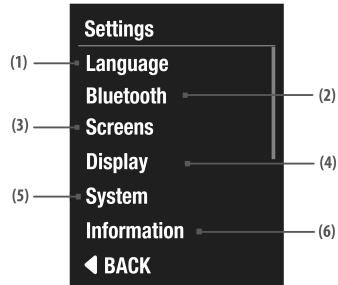 Settings
(1) Language
Bluetooth (2)
(3) Screens
Display (4)
(5) System
Information (6)
BACK